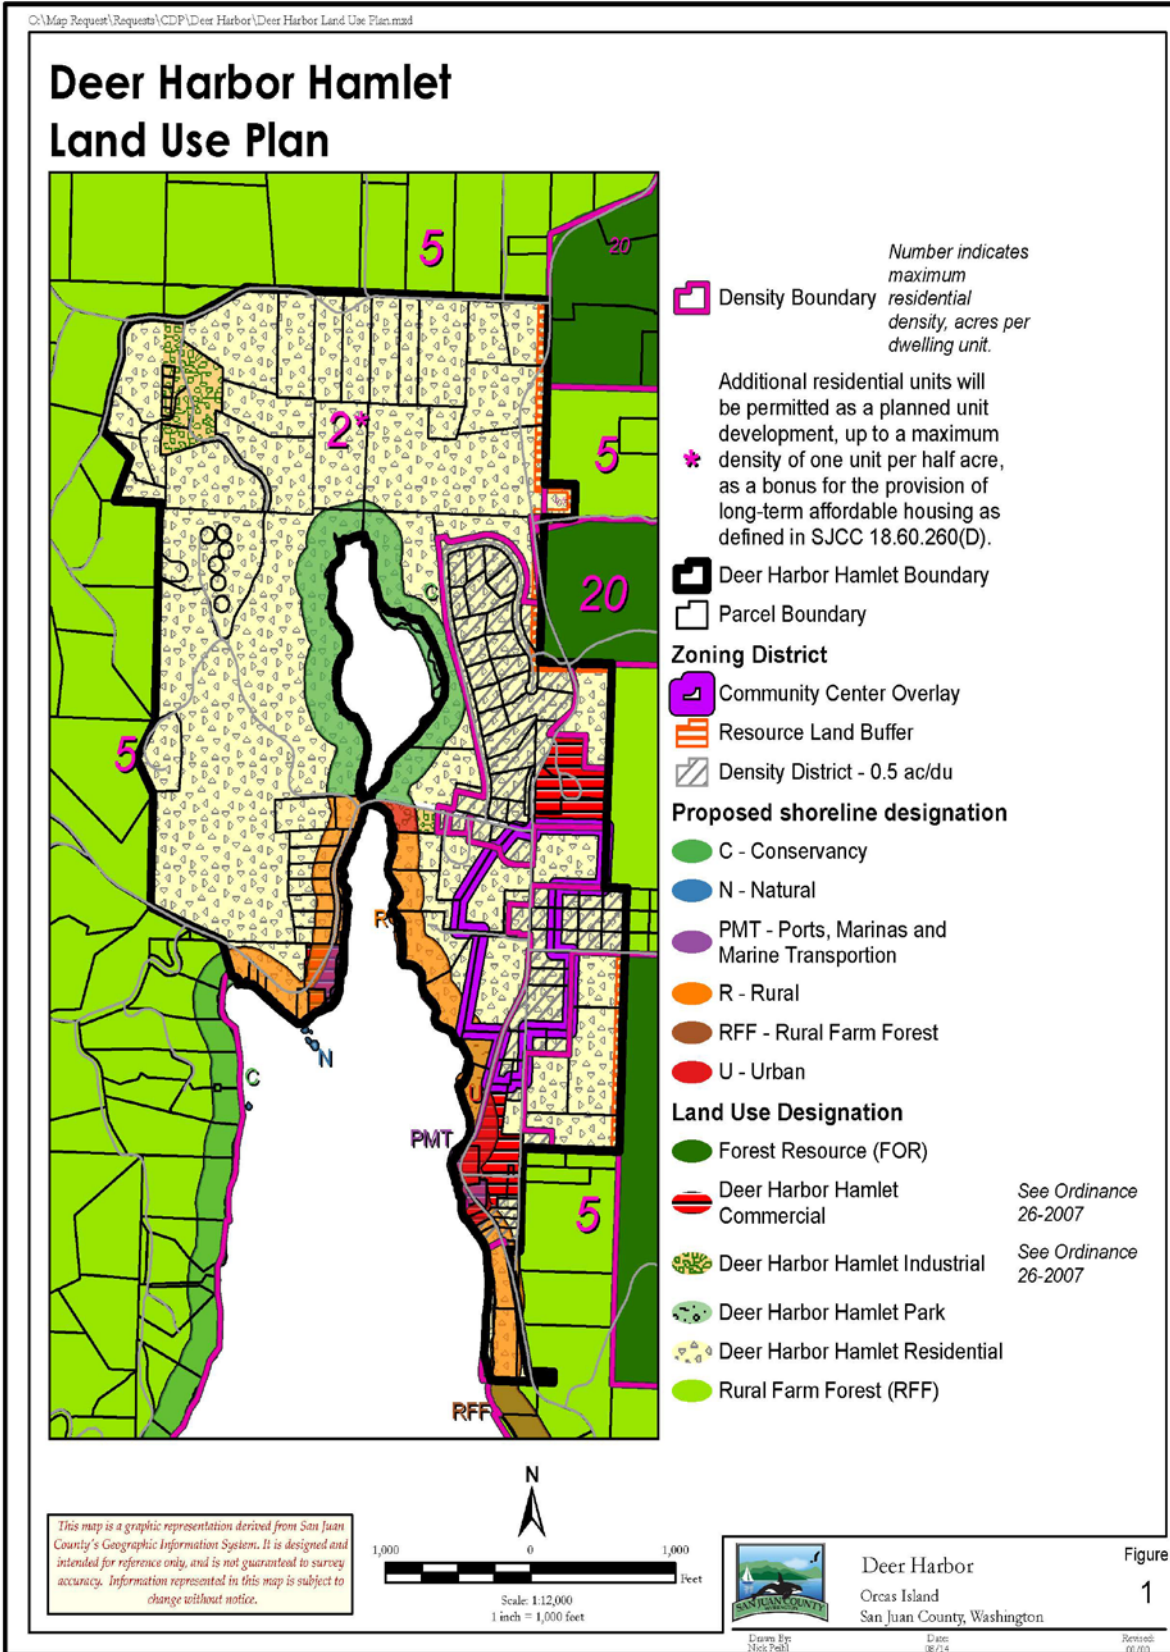 O:\Map Request\Requests\CDP\Deer Harbor\Deer Harbor Land Use Plan.mxd
Deer Harbor Hamlet
Land Use Plan
5
20
2*
5
20
5
C
R
N
C
U
PMT
5
RFF
Density Boundary
Number indicates
maximum
residential
density, acres per
dwelling unit.
*
Additional residential units will
be permitted as a planned unit
development, up to a maximum
density of one unit per half acre,
as a bonus for the provision of
long-term affordable housing as
defined in SJCC 18.60.260(D).
Deer Harbor Hamlet Boundary
Parcel Boundary
Zoning District
Community Center Overlay
Resource Land Buffer
Density District - 0.5 ac/du
Proposed shoreline designation
C - Conservancy
N - Natural
PMT - Ports, Marinas and
Marine Transportion
R - Rural
RFF - Rural Farm Forest
U - Urban
Land Use Designation
Forest Resource (FOR)
Deer Harbor Hamlet
Commercial
See Ordinance
26-2007
Deer Harbor Hamlet Industrial
See Ordinance
26-2007
Deer Harbor Hamlet Park
Deer Harbor Hamlet Residential
Rural Farm Forest (RFF)
N
This map is a graphic representation derived from San Juan
County's Geographic Information System. It is designed and
intended for reference only, and is not guaranteed to survey
accuracy. Information represented in this map is subject to
change without notice.
1,000 0 1,000
Feet
Scale: 1:12,000
1 inch = 1,000 feet
SAN JUAN COUNTY
Deer Harbor
Orcas Island
San Juan County, Washington
Figure
1
Drawn By:
Date:
08/14
Revised: